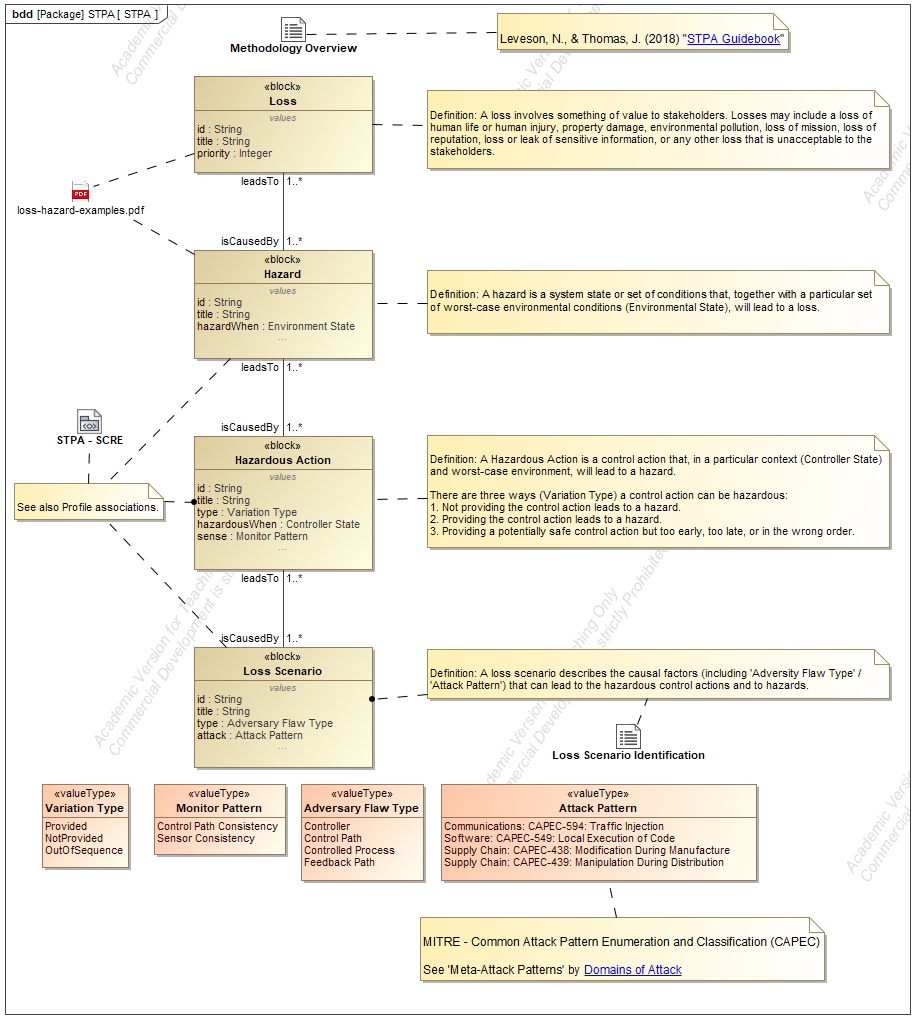 bdd [Package] STPA [ STPA ]
Methodology Overview
Leveson, N., & Thomas, J. (2018) "STPA Guidebook"
«block»
Loss
values
id : String
title : String
priority : Integer
Definition: A loss involves something of value to stakeholders. Losses may include a loss of
human life or human injury, property damage, environmental pollution, loss of mission, loss of
reputation, loss or leak of sensitive information, or any other loss that is unacceptable to the
stakeholders.
leadsTo 1..*
PDF
loss-hazard-examples.pdf
isCausedBy 1..*
«block»
Hazard
values
id : String
title : String
hazardWhen : Environment State
...
Definition: A hazard is a system state or set of conditions that, together with a particular set
of worst-case environmental conditions (Environmental State), will lead to a loss.
leadsTo 1..*
STPA - SCRE
isCausedBy 1..*
See also Profile associations.
«block»
Hazardous Action
values
id : String
title : String
type : Variation Type
hazardousWhen : Controller State
sense : Monitor Pattern
...
Definition: A Hazardous Action is a control action that, in a particular context (Controller State)
and worst-case environment, will lead to a hazard.
There are three ways (Variation Type) a control action can be hazardous:
1. Not providing the control action leads to a hazard.
2. Providing the control action leads to a hazard.
3. Providing a potentially safe control action but too early, too late, or in the wrong order.
leadsTo 1..*
isCausedBy 1..*
«block»
Loss Scenario
values
id : String
title : String
type : Adversary Flaw Type
attack : Attack Pattern
...
Definition: A loss scenario describes the causal factors (including 'Adversity Flaw Type' /
'Attack Pattern') that can lead to the hazardous control actions and to hazards.
Loss Scenario Identification
«valueType»
Variation Type
Provided
NotProvided
OutOfSequence
«valueType»
Monitor Pattern
Control Path Consistency
Sensor Consistency
«valueType»
Adversary Flaw Type
Controller
Control Path
Controlled Process
Feedback Path
«valueType»
Attack Pattern
Communications: CAPEC-594: Traffic Injection
Software: CAPEC-549: Local Execution of Code
Supply Chain: CAPEC-438: Modification During Manufacture
Supply Chain: CAPEC-439: Manipulation During Distribution
MITRE - Common Attack Pattern Enumeration and Classification (CAPEC)
See 'Meta-Attack Patterns' by Domains of Attack